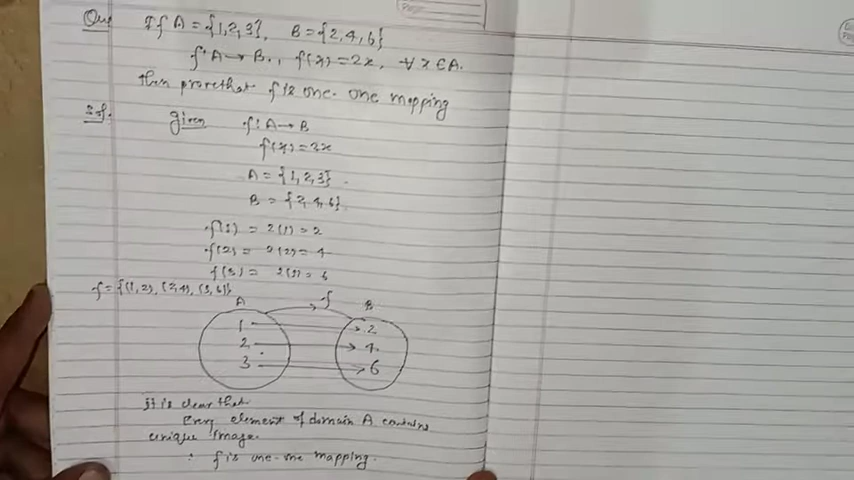 Que If A = {1,2,3}, B = {2,4,6}
f: A → B, f(x) = 2x, ∀ x ∈ A.
then prove that f is one-one mapping
Sol. given f: A → B
f(x) = 2x
A = {1,2,3}
B = {2,4,6}
f(1) = 2(1) = 2
f(2) = 2(2) = 4
f(3) = 2(3) = 6
f = {(1,2), (2,4), (3,6)}
A f B
1 2
2 4
3 6
it is clear that
Every element of domain A contains
unique image.
∴ f is one-one mapping.